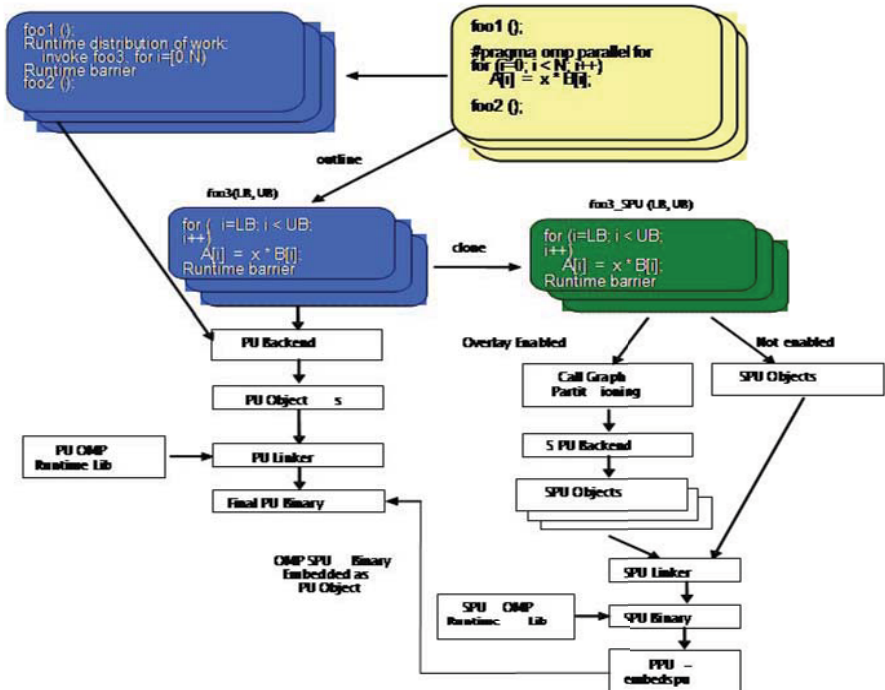 foo1 ();
Runtime distribution of work:
invoke foo3, for i=[0,N)
Runtime barrier
foo2 ();
foo1 ();
#pragma omp parallel for
for (i=0; i < N; i++)
A[i] = x * B[i];
foo2 ();
outline
foo3(LB, UB)
for ( i=LB; i < UB;
i++)
A[i] = x * B[i];
Runtime barrier
clone
foo3_SPU (LB, UB)
for (i=LB; i < UB;
i++)
A[i] = x * B[i];
Runtime barrier
PU Backend
Overlay Enabled
Not enabled
Call Graph
Partit ioning
SPU Objects
PU Object s
S PU Backend
PU OMP
Runtime Lib
PU Linker
Final PU Binary
SPU Objects
OMP SPU Binary
Embedded as
PU Object
SPU Linker
SPU OMP
Runtime Lib
SPU Binary
PPU –
embedspu